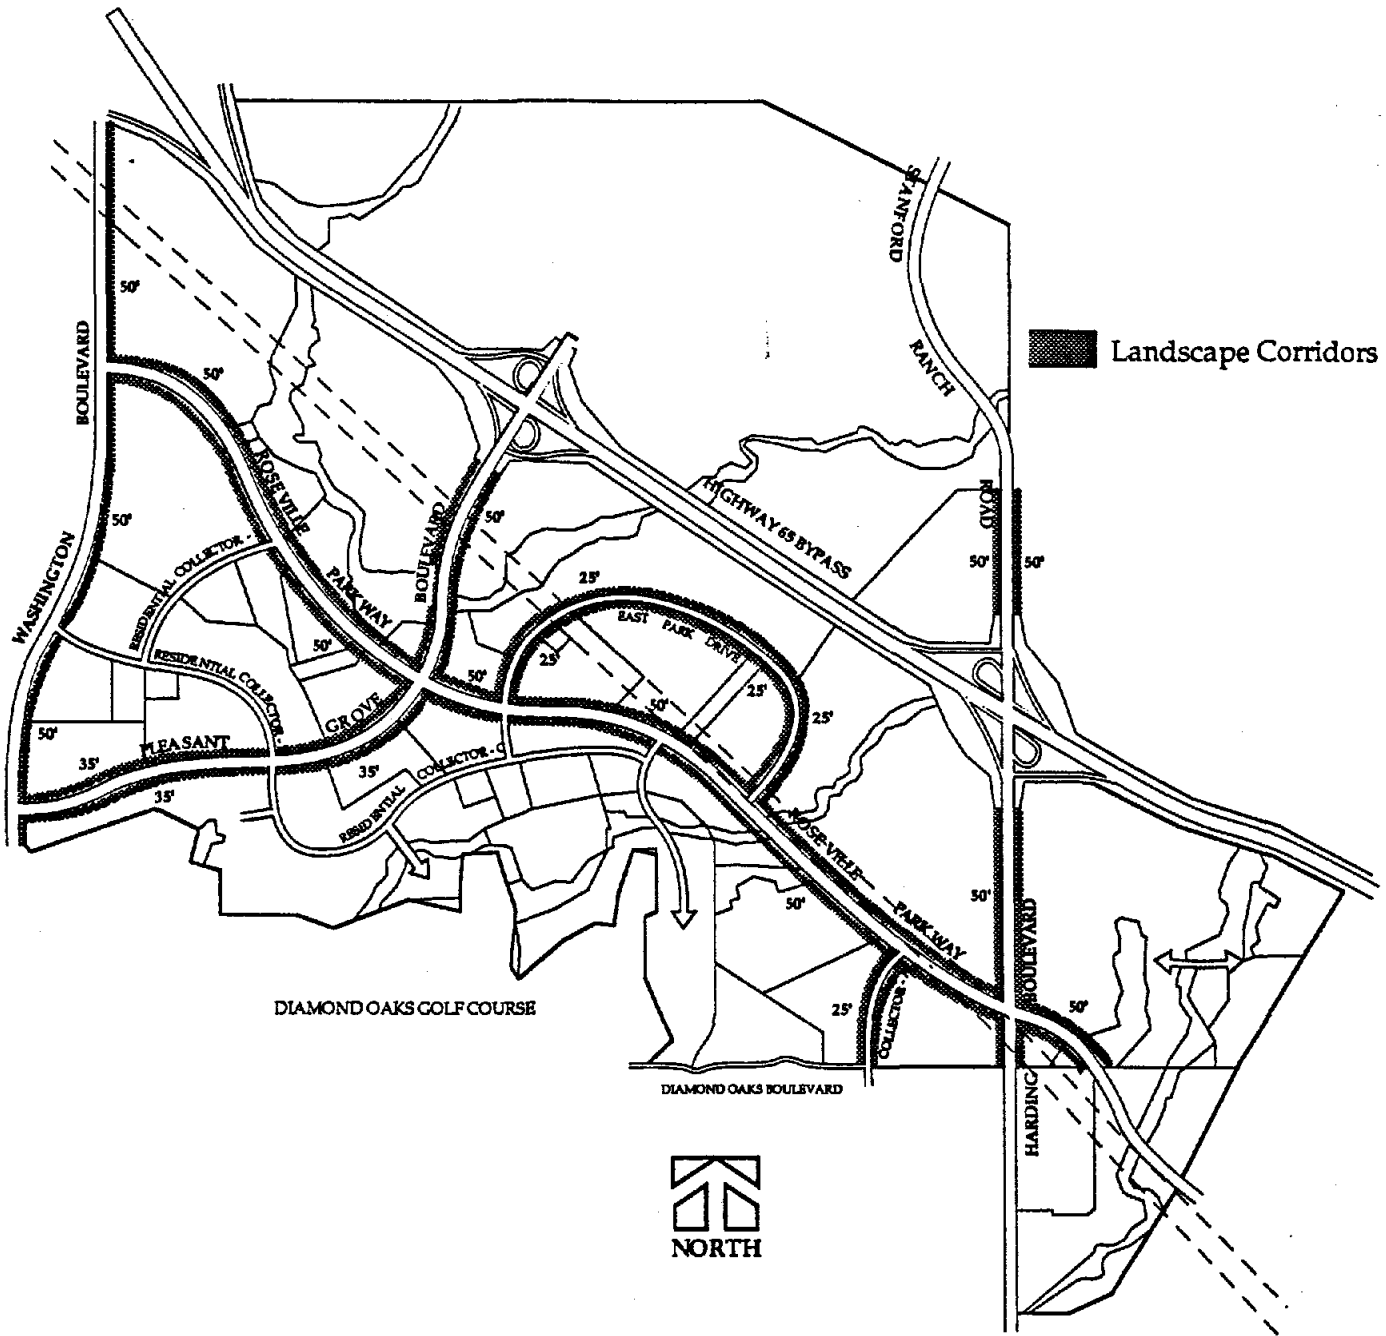 STANFORD
50'
BOULEVARD
RANCH
Landscape Corridors
50'
ROSEVILLE
HIGHWAY 65 BYPASS
ROAD
50'
50'
BOULEVARD
50'
50'
WASHINGTON
RESIDENTIAL COLLECTOR -
PARKWAY
25'
EAST PARK DRIVE
50'
RESIDENTIAL COLLECTOR -
25'
50'
25'
25'
50'
GROVE
50'
PLEASANT
35'
35'
35'
RESIDENTIAL COLLECTOR - C
ROSEVILLE
50'
50'
PARKWAY
BOULEVARD
DIAMOND OAKS GOLF COURSE
25'
COLLECTOR -
50'
DIAMOND OAKS BOULEVARD
HARDING
NORTH